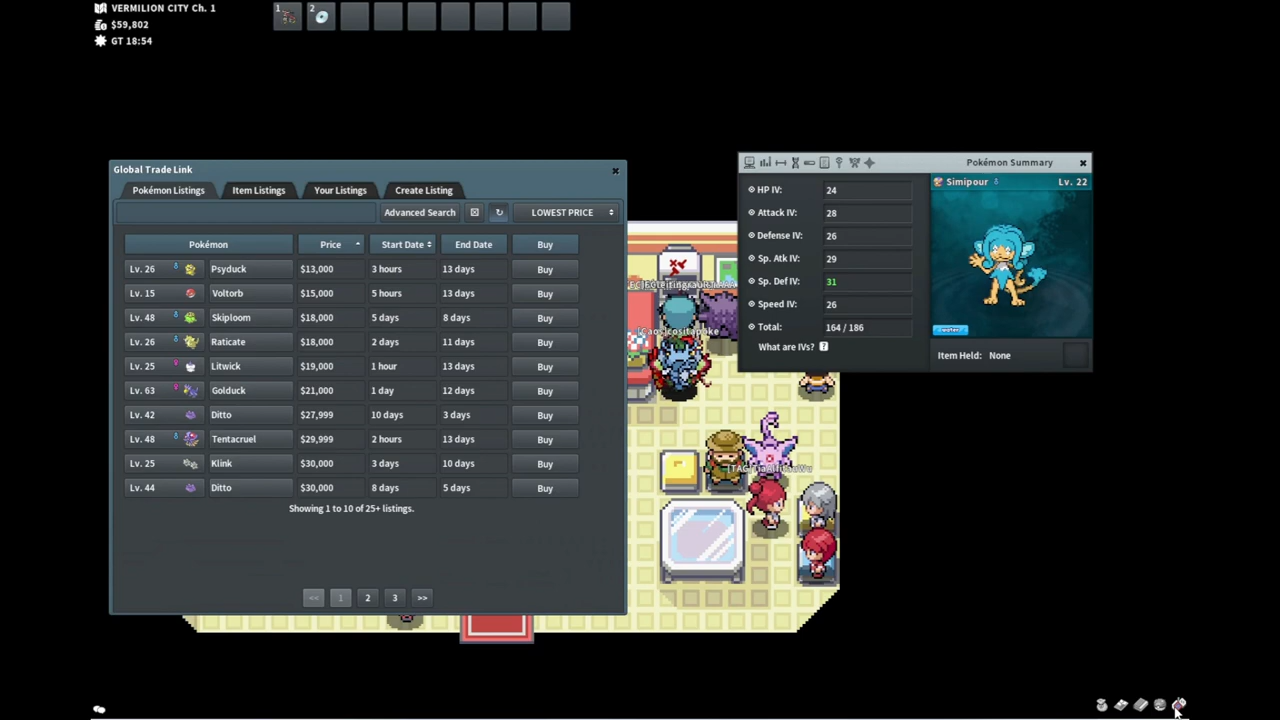 VERMILION CITY Ch. 1
$59,802
GT 18:54
1 2
Global Trade Link
Pokémon Listings Item Listings Your Listings Create Listing
Advanced Search LOWEST PRICE
Pokémon Price Start Date End Date Buy
Lv. 26 Psyduck $13,000 3 hours 13 days Buy
Lv. 15 Voltorb $15,000 5 hours 13 days Buy
Lv. 48 Skiploom $18,000 5 days 8 days Buy
Lv. 26 Raticate $18,000 2 days 11 days Buy
Lv. 25 Litwick $19,000 1 hour 13 days Buy
Lv. 63 Golduck $21,000 1 day 12 days Buy
Lv. 42 Ditto $27,999 10 days 3 days Buy
Lv. 48 Tentacruel $29,999 2 hours 13 days Buy
Lv. 25 Klink $30,000 3 days 10 days Buy
Lv. 44 Ditto $30,000 8 days 5 days Buy
Showing 1 to 10 of 25+ listings.
<< 1 2 3 >>
Pokémon Summary
Simipour Lv. 22
HP IV: 24
Attack IV: 28
Defense IV: 26
Sp. Atk IV: 29
Sp. Def IV: 31
Speed IV: 26
Total: 164 / 186
What are IVs? ?
WATER
Item Held: None
[Caos]cositapoke